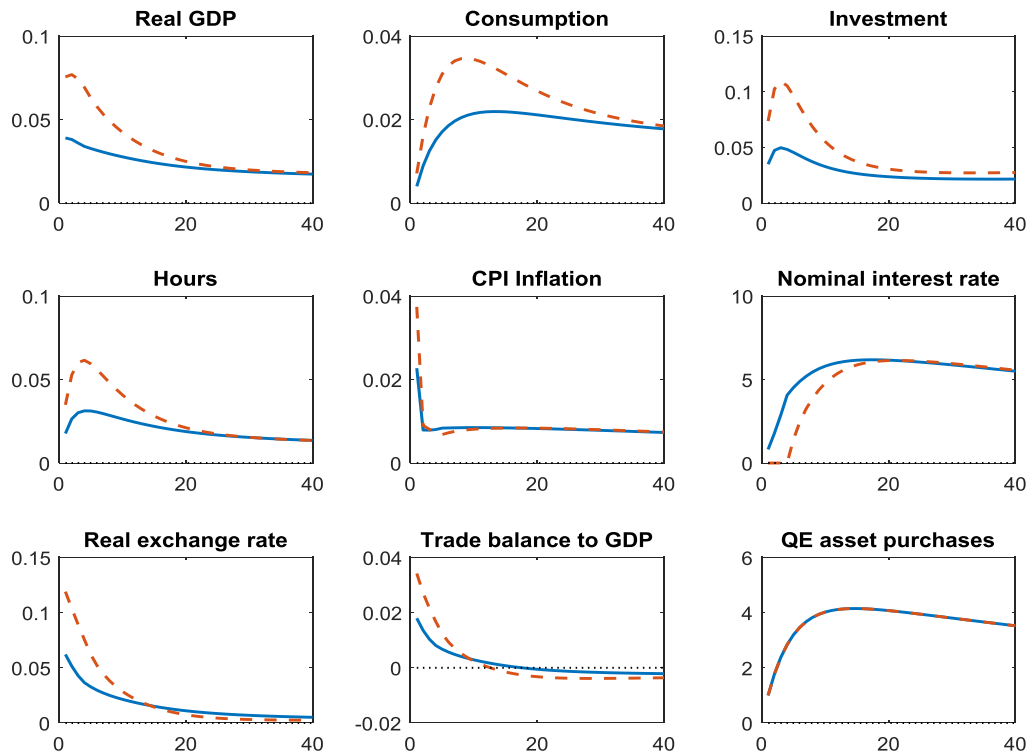 Real GDP
0.1
0.05
0
0 20 40
Consumption
0.04
0.02
0
0 20 40
Investment
0.15
0.1
0.05
0
0 20 40
Hours
0.1
0.05
0
0 20 40
CPI Inflation
0.04
0.02
0
0 20 40
Nominal interest rate
10
5
0
0 20 40
Real exchange rate
0.15
0.1
0.05
0
0 20 40
Trade balance to GDP
0.04
0.02
0
-0.02
0 20 40
QE asset purchases
6
4
2
0
0 20 40